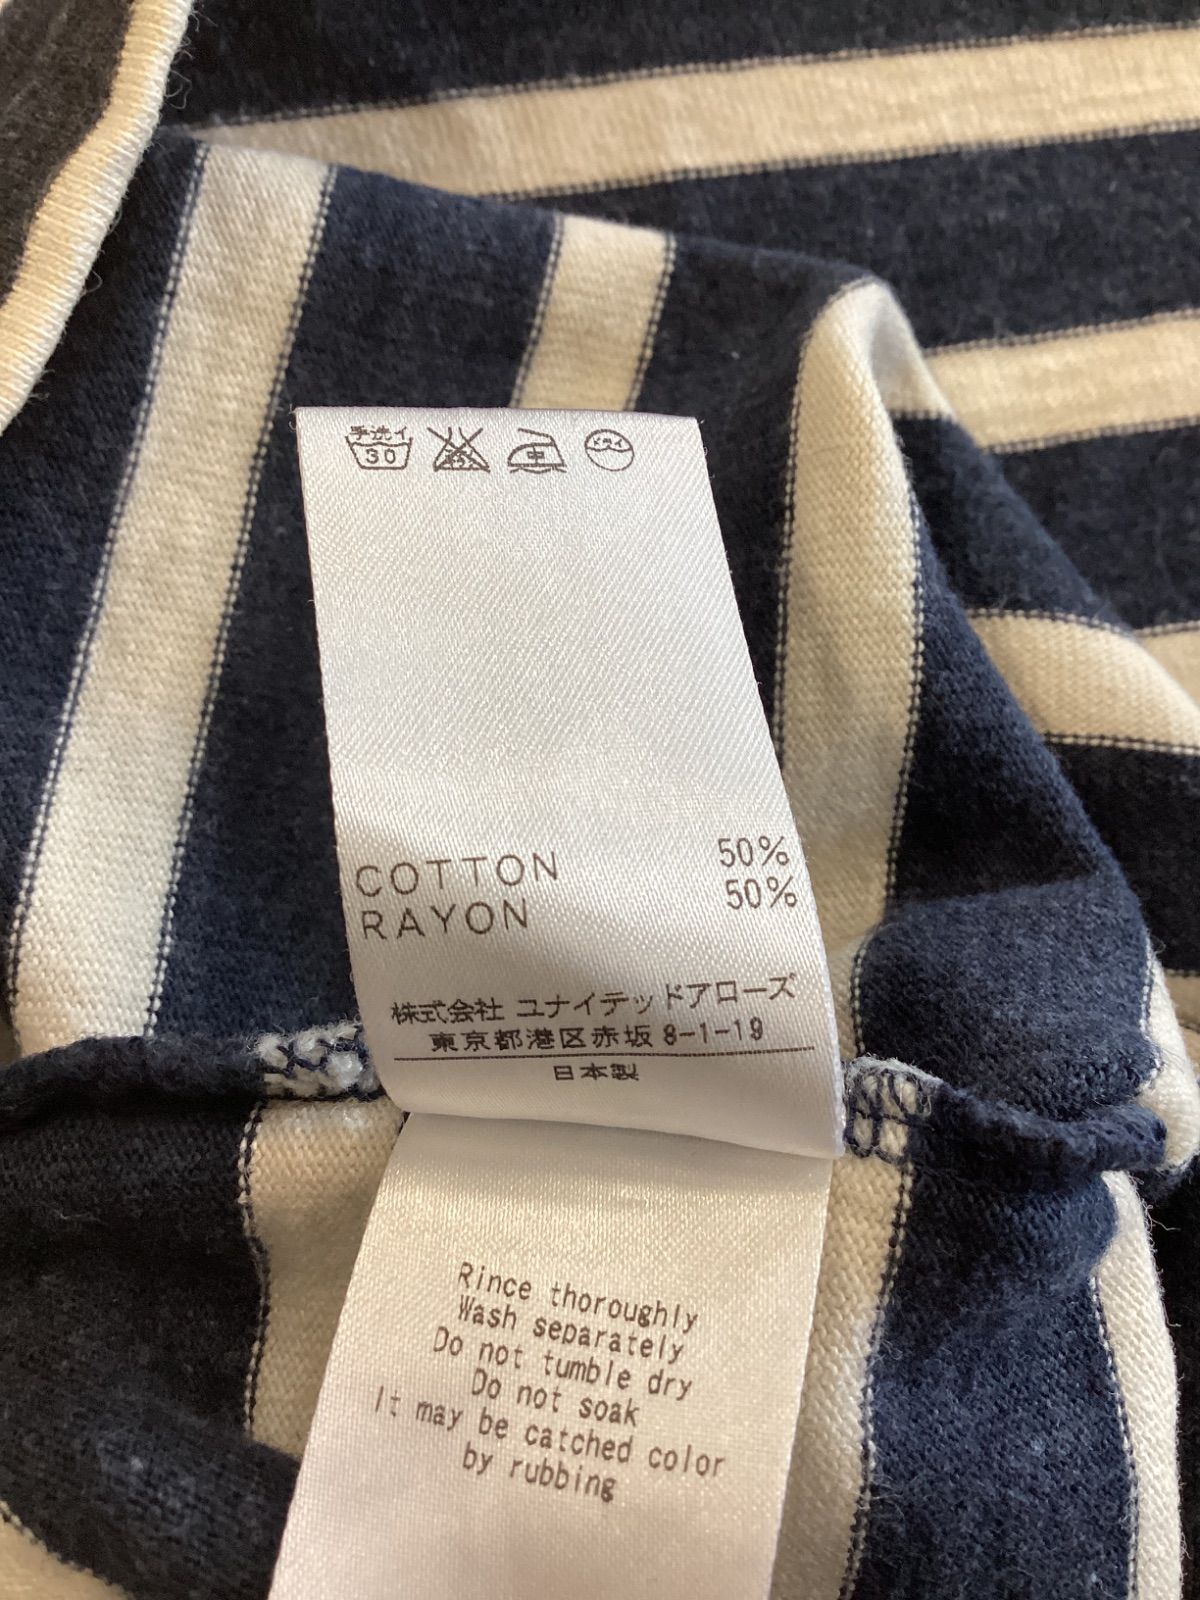 手洗イ
30
中
ドライ
COTTON 50%
RAYON 50%
株式会社 ユナイテッドアローズ
東京都港区赤坂 8-1-19
日本製
Rince thoroughly
Wash separately
Do not tumble dry
Do not soak
It may be catched color
by rubbing